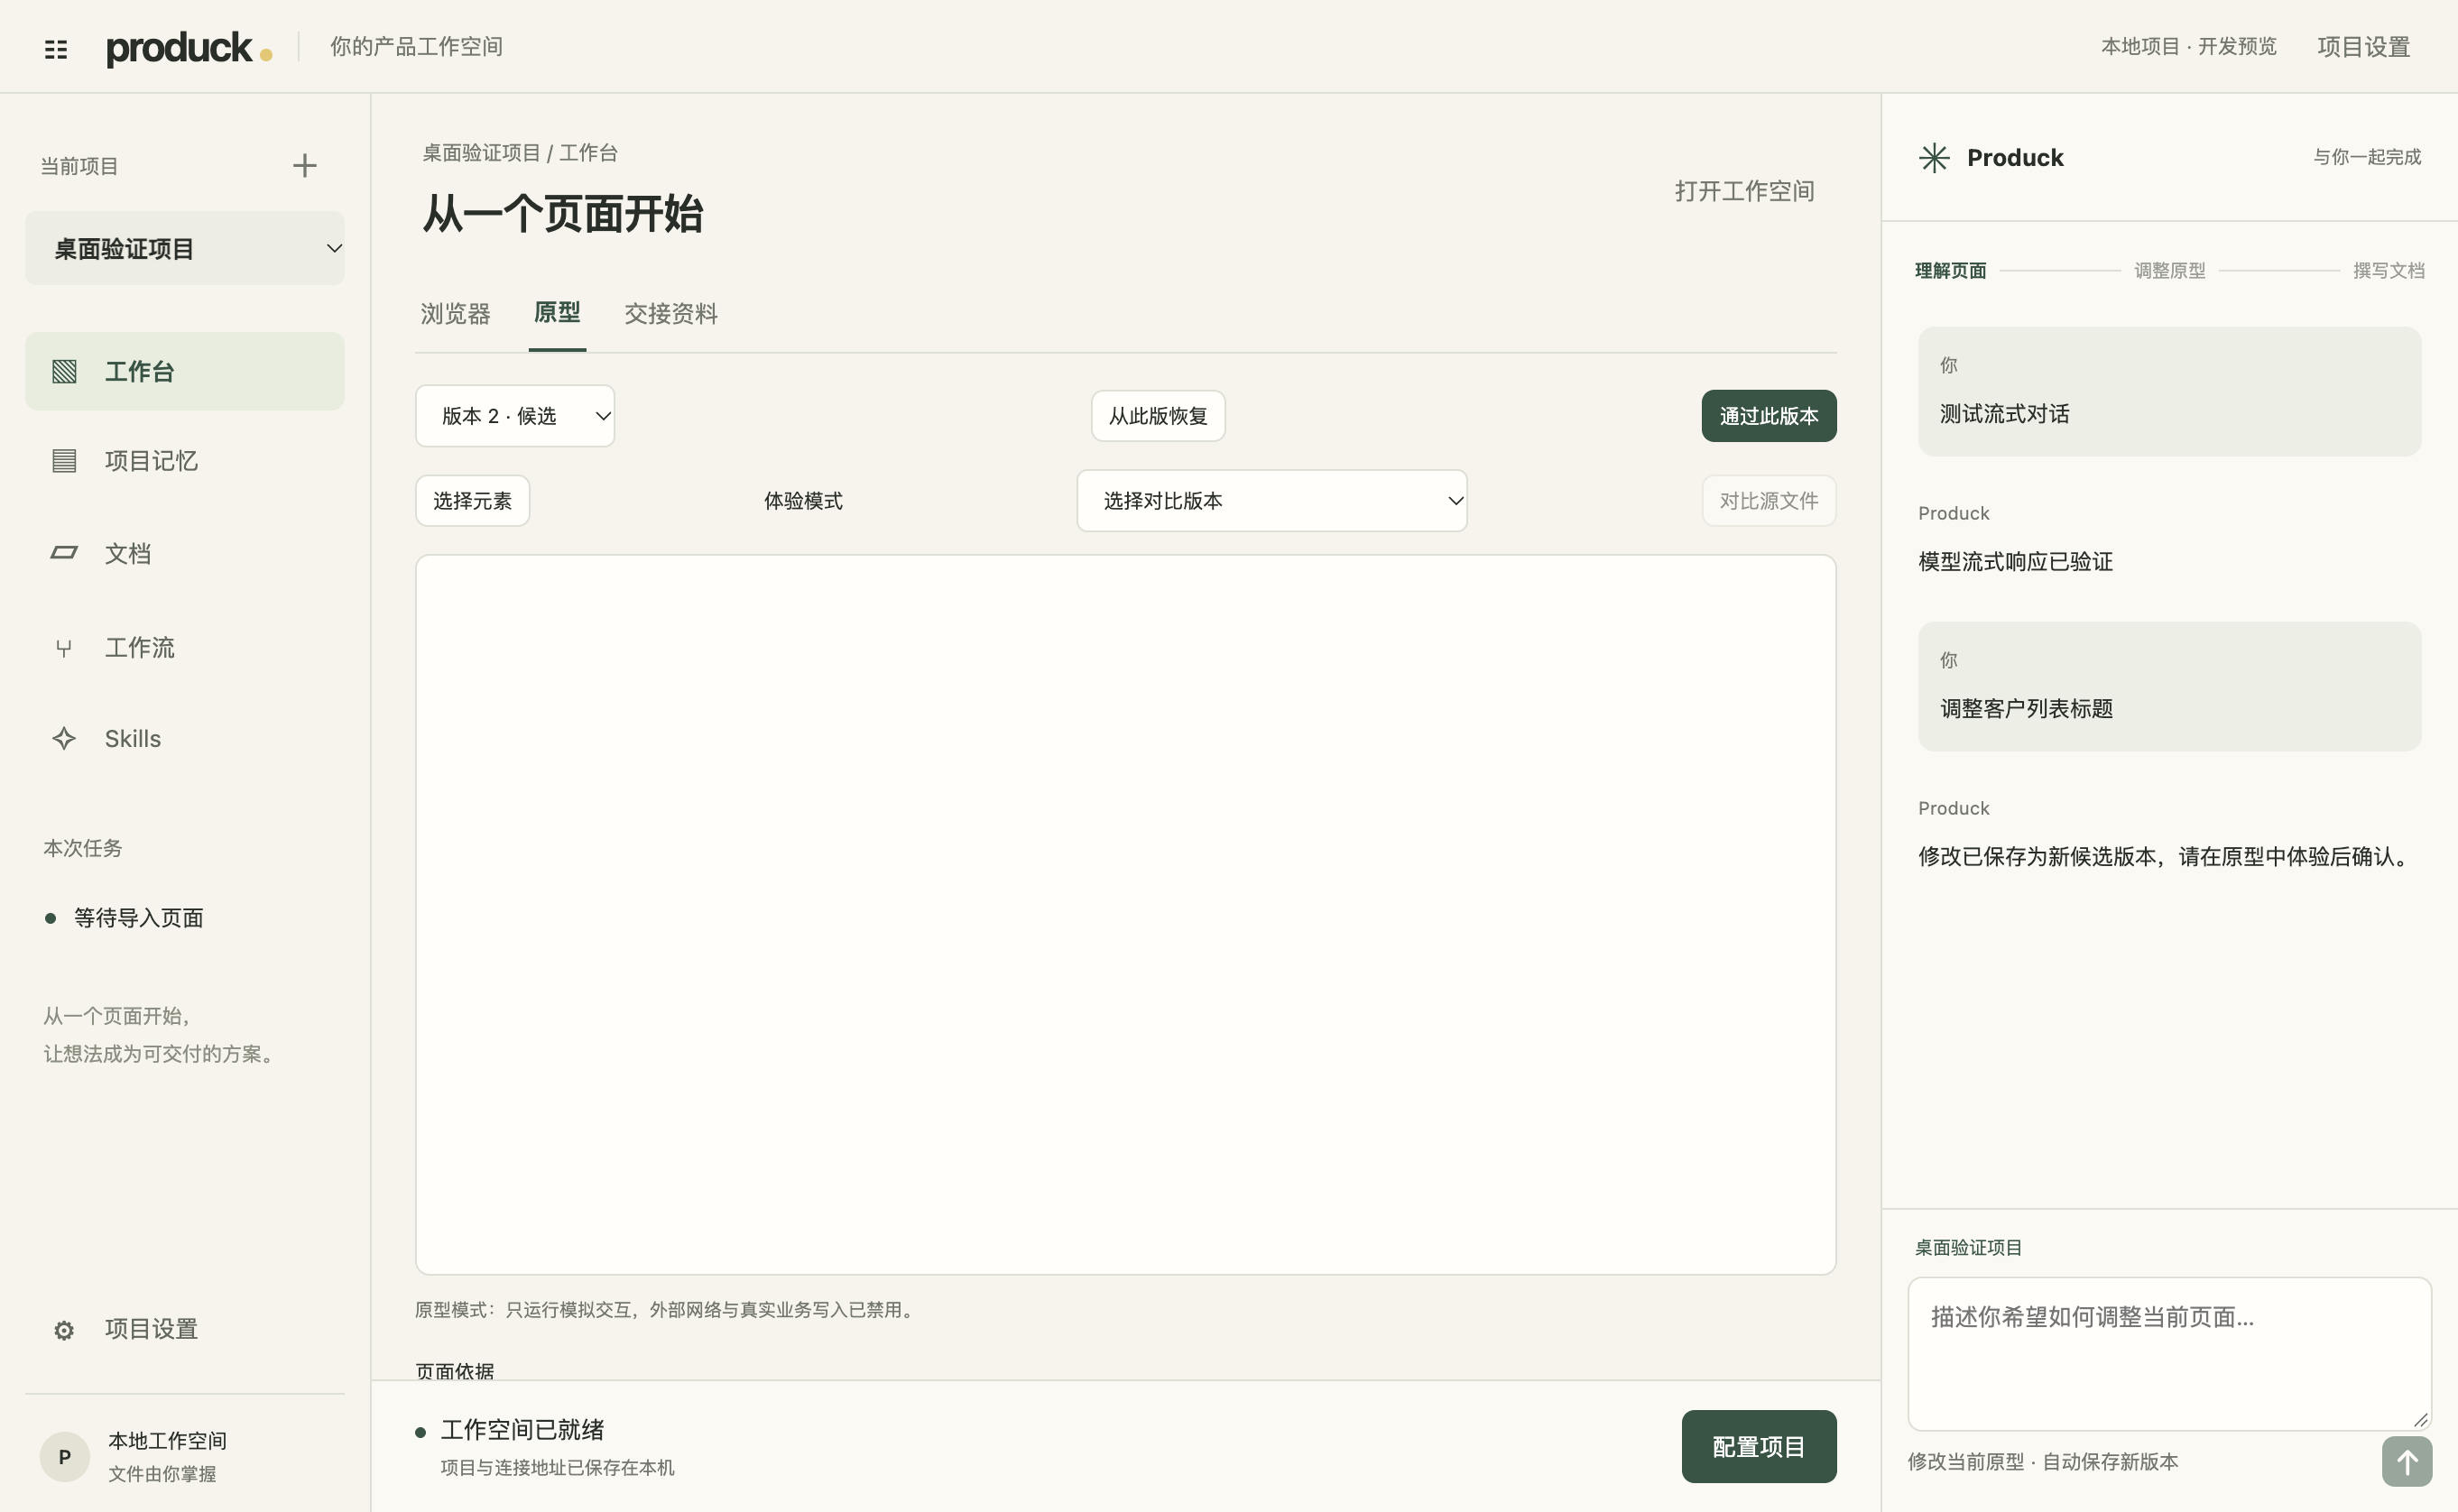 produck
你的产品工作空间
本地项目 · 开发预览
项目设置
当前项目
桌面验证项目
工作台
项目记忆
文档
工作流
Skills
本次任务
等待导入页面
从一个页面开始，
让想法成为可交付的方案。
项目设置
P
本地工作空间
文件由你掌握
桌面验证项目 / 工作台
从一个页面开始
打开工作空间
浏览器
原型
交接资料
版本 2 · 候选
从此版恢复
通过此版本
选择元素
体验模式
选择对比版本
对比源文件
原型模式：只运行模拟交互，外部网络与真实业务写入已禁用。
页面依据
工作空间已就绪
项目与连接地址已保存在本机
配置项目
Produck
与你一起完成
理解页面
调整原型
撰写文档
你
测试流式对话
Produck
模型流式响应已验证
你
调整客户列表标题
Produck
修改已保存为新候选版本，请在原型中体验后确认。
桌面验证项目
描述你希望如何调整当前页面...
修改当前原型 · 自动保存新版本